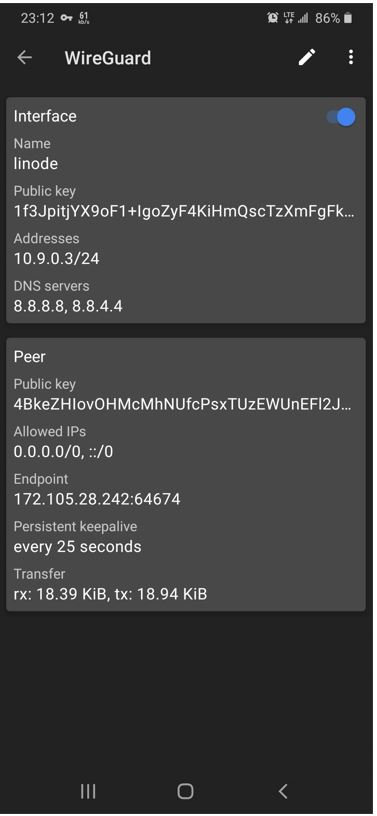 23:12 61 kb/s LTE 86%
WireGuard
Interface
Name
linode
Public key
1f3JpitjYX9oF1+IgoZyF4KiHmQscTzXmFgFk...
Addresses
10.9.0.3/24
DNS servers
8.8.8.8, 8.8.4.4
Peer
Public key
4BkeZHIovOHMcMhNUfcPsxTUzEWUnEFl2J...
Allowed IPs
0.0.0.0/0, ::/0
Endpoint
172.105.28.242:64674
Persistent keepalive
every 25 seconds
Transfer
rx: 18.39 KiB, tx: 18.94 KiB